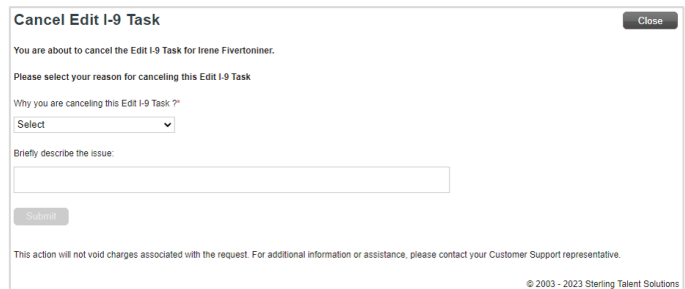 Cancel Edit I-9 Task
Close
You are about to cancel the Edit I-9 Task for Irene Fivertoniner.
Please select your reason for canceling this Edit I-9 Task
Why you are canceling this Edit I-9 Task ?*
Select
Briefly describe the issue:
Submit
This action will not void charges associated with the request. For additional information or assistance, please contact your Customer Support representative.
© 2003 - 2023 Sterling Talent Solutions